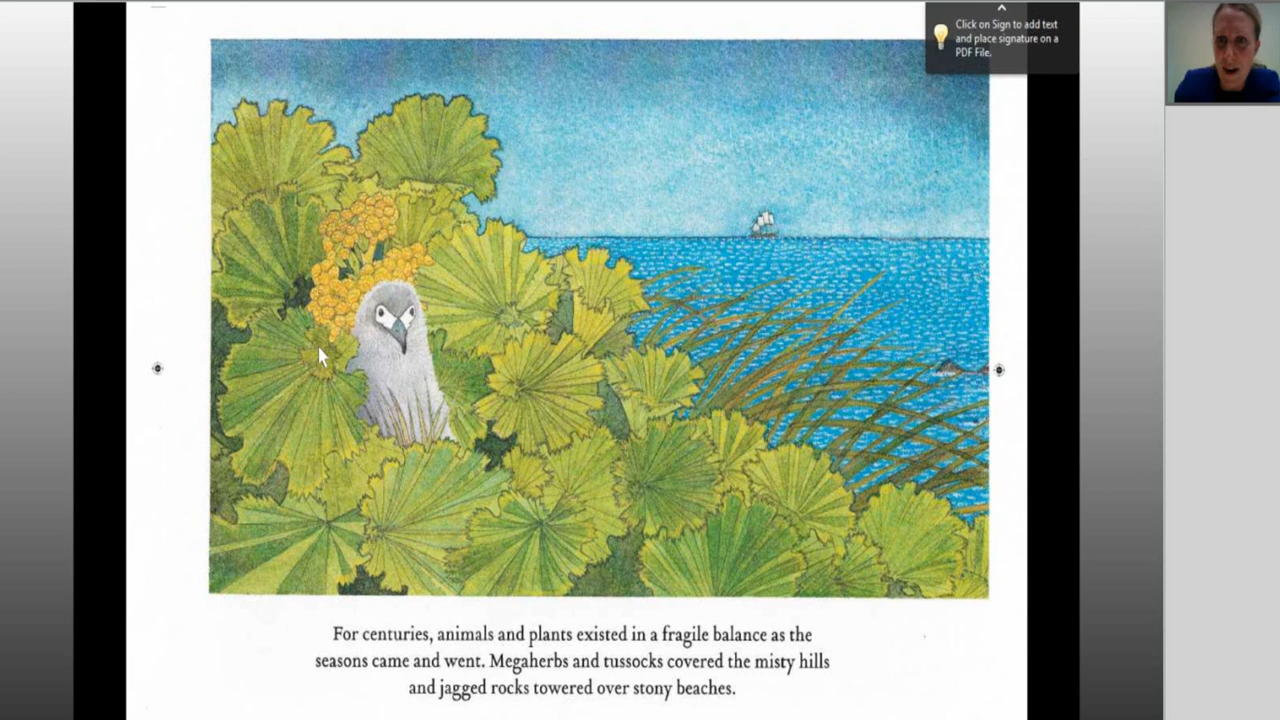 Click on Sign to add text
and place signature on a
PDF File.
For centuries, animals and plants existed in a fragile balance as the
seasons came and went. Megaherbs and tussocks covered the misty hills
and jagged rocks towered over stony beaches.